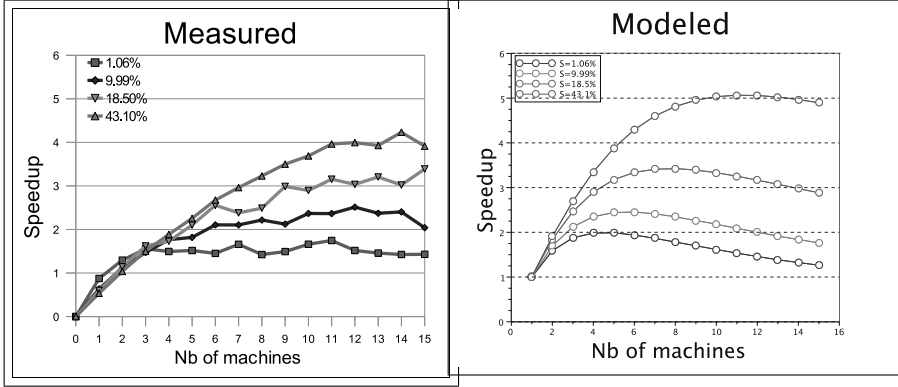 Measured
6
5
4
3
2
1
0
1.06%
9.99%
18.50%
43.10%
Speedup
0 1 2 3 4 5 6 7 8 9 10 11 12 13 14 15
Nb of machines
Modeled
6
5
4
3
2
1
0
S=1.06%
S=9.99%
S=18.5%
S=43.1%
Speedup
0 2 4 6 8 10 12 14 16
Nb of machines